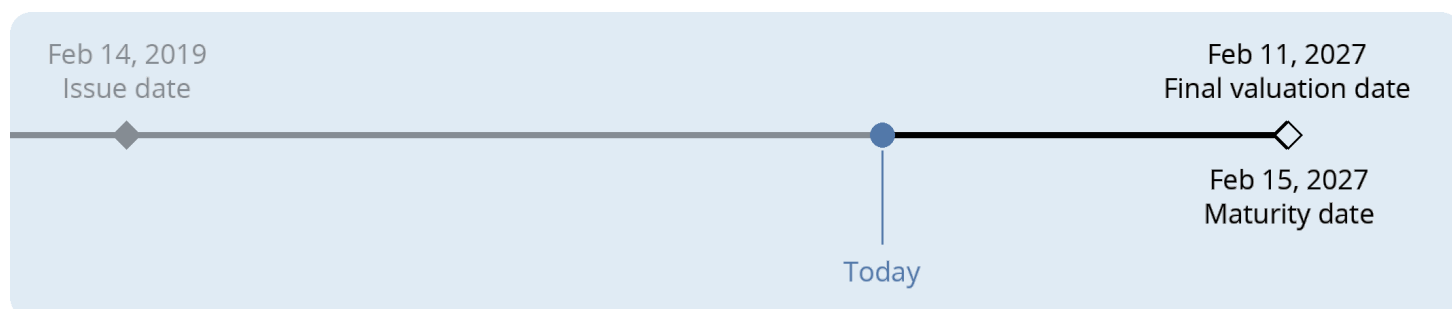 Feb 14, 2019
Issue date
Feb 11, 2027
Final valuation date
Feb 15, 2027
Maturity date
Today